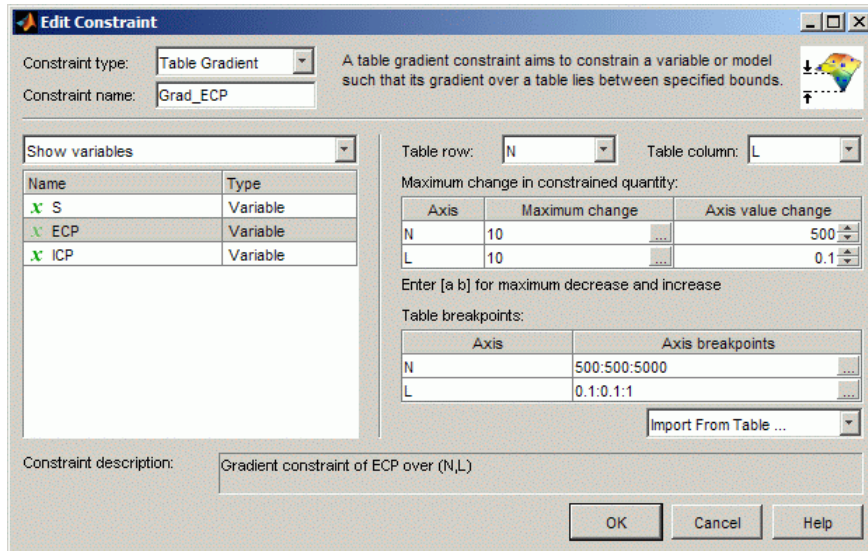 Edit Constraint
Constraint type: Table Gradient
A table gradient constraint aims to constrain a variable or model
such that its gradient over a table lies between specified bounds.
Constraint name: Grad_ECP
Show variables
Name Type
x S Variable
x ECP Variable
x ICP Variable
Table row: N Table column: L
Maximum change in constrained quantity:
Axis Maximum change Axis value change
N 10 ... 500
L 10 ... 0.1
Enter [a b] for maximum decrease and increase
Table breakpoints:
Axis Axis breakpoints
N 500:500:5000 ...
L 0.1:0.1:1 ...
Import From Table ...
Constraint description: Gradient constraint of ECP over (N,L)
OK Cancel Help